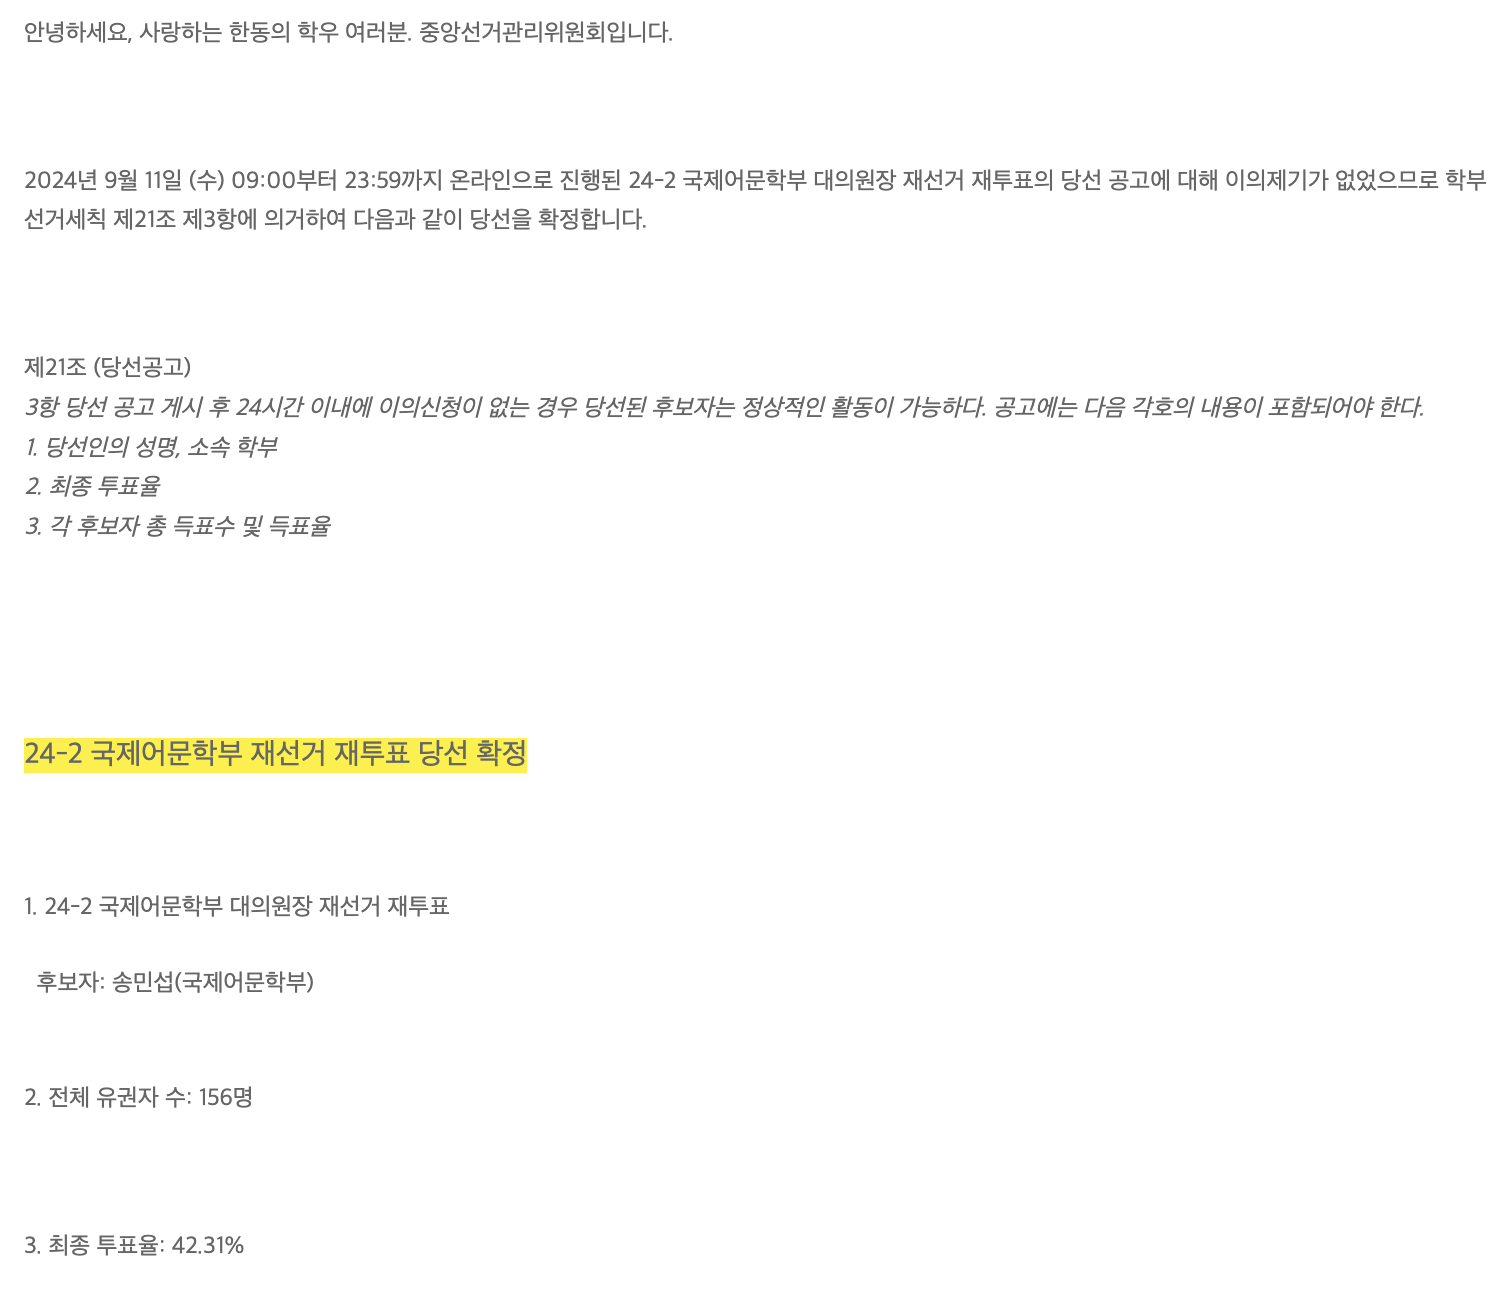 안녕하세요, 사랑하는 한동의 학우 여러분. 중앙선거관리위원회입니다.
2024년 9월 11일 (수) 09:00부터 23:59까지 온라인으로 진행된 24-2 국제어문학부 대의원장 재선거 재투표의 당선 공고에 대해 이의제기가 없었으므로 학부
선거세칙 제21조 제3항에 의거하여 다음과 같이 당선을 확정합니다.
제21조 (당선공고)
3항 당선 공고 게시 후 24시간 이내에 이의신청이 없는 경우 당선된 후보자는 정상적인 활동이 가능하다. 공고에는 다음 각호의 내용이 포함되어야 한다.
1. 당선인의 성명, 소속 학부
2. 최종 투표율
3. 각 후보자 총 득표수 및 득표율
24-2 국제어문학부 재선거 재투표 당선 확정
1. 24-2 국제어문학부 대의원장 재선거 재투표
후보자: 송민섭(국제어문학부)
2. 전체 유권자 수: 156명
3. 최종 투표율: 42.31%